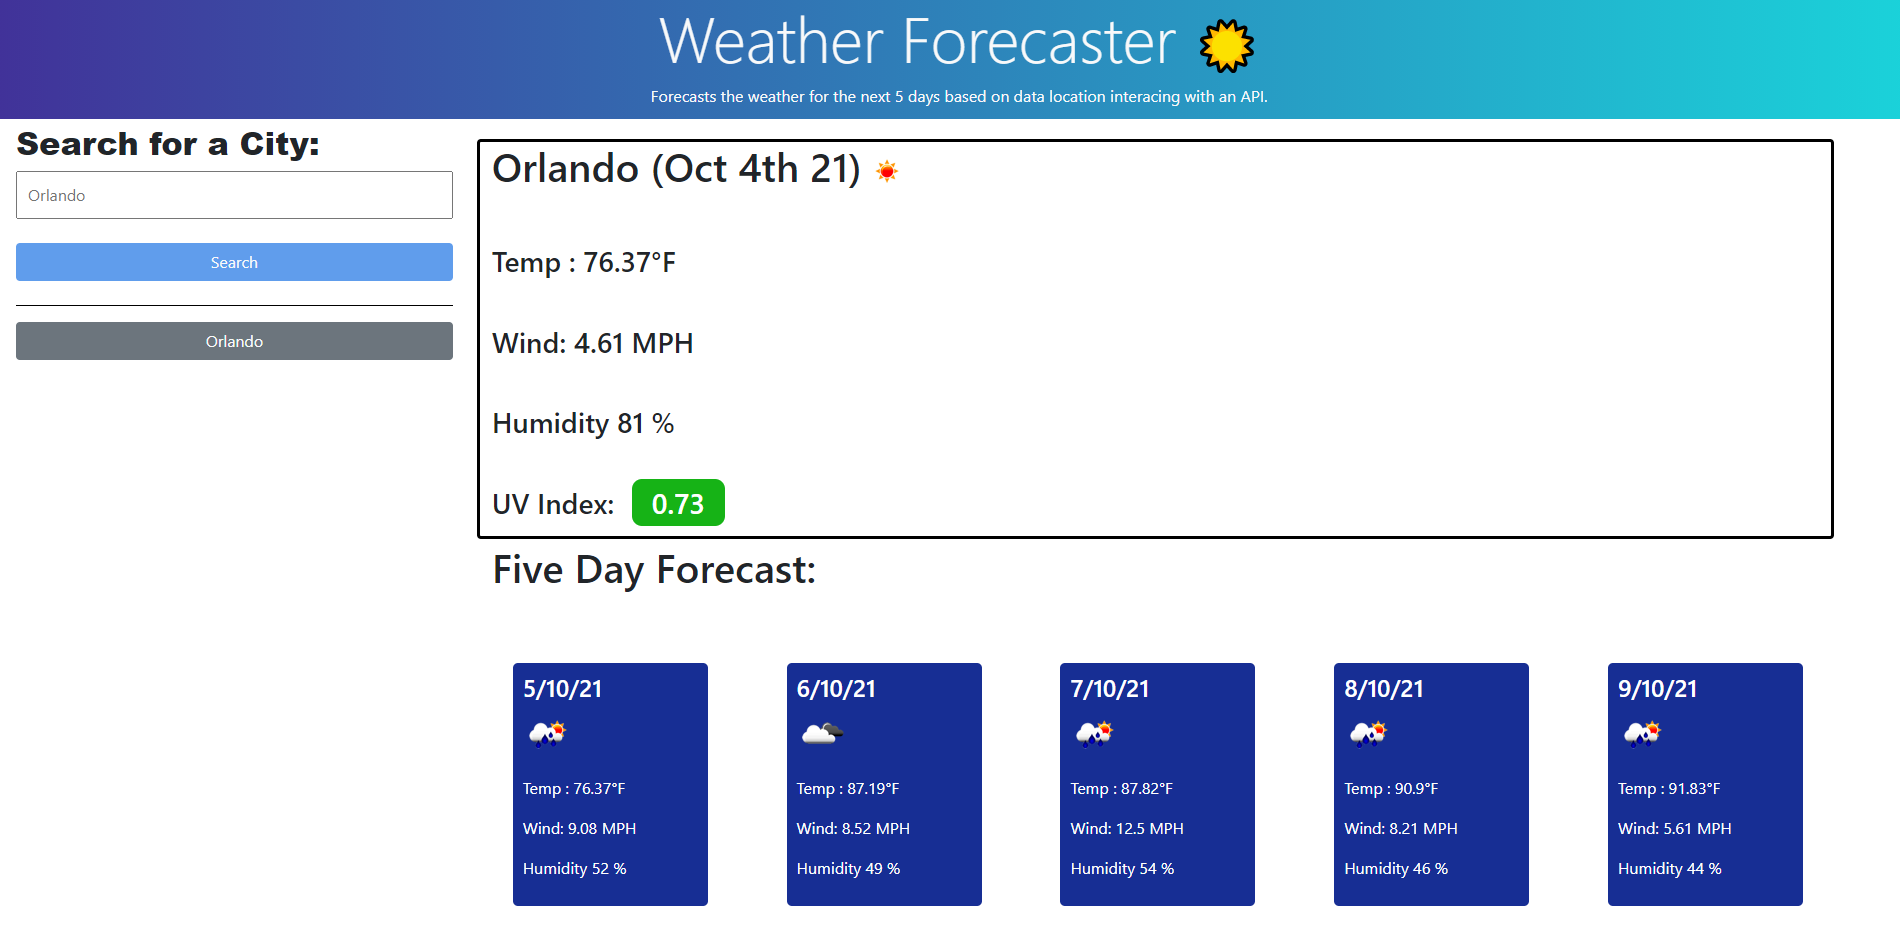 Weather Forecaster
Forecasts the weather for the next 5 days based on data location interacing with an API.
Search for a City:
Orlando
Search
Orlando
Orlando (Oct 4th 21)
Temp : 76.37°F
Wind: 4.61 MPH
Humidity 81 %
UV Index: 0.73
Five Day Forecast:
5/10/21
Temp : 76.37°F
Wind: 9.08 MPH
Humidity 52 %
6/10/21
Temp : 87.19°F
Wind: 8.52 MPH
Humidity 49 %
7/10/21
Temp : 87.82°F
Wind: 12.5 MPH
Humidity 54 %
8/10/21
Temp : 90.9°F
Wind: 8.21 MPH
Humidity 46 %
9/10/21
Temp : 91.83°F
Wind: 5.61 MPH
Humidity 44 %